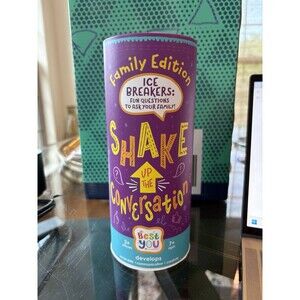 Family Edition
ICE
BREAKERS:
FUN QUESTIONS
TO ASK YOUR FAMILY!
SHAKE
UP THE
Conversation
Best
YOU
develops